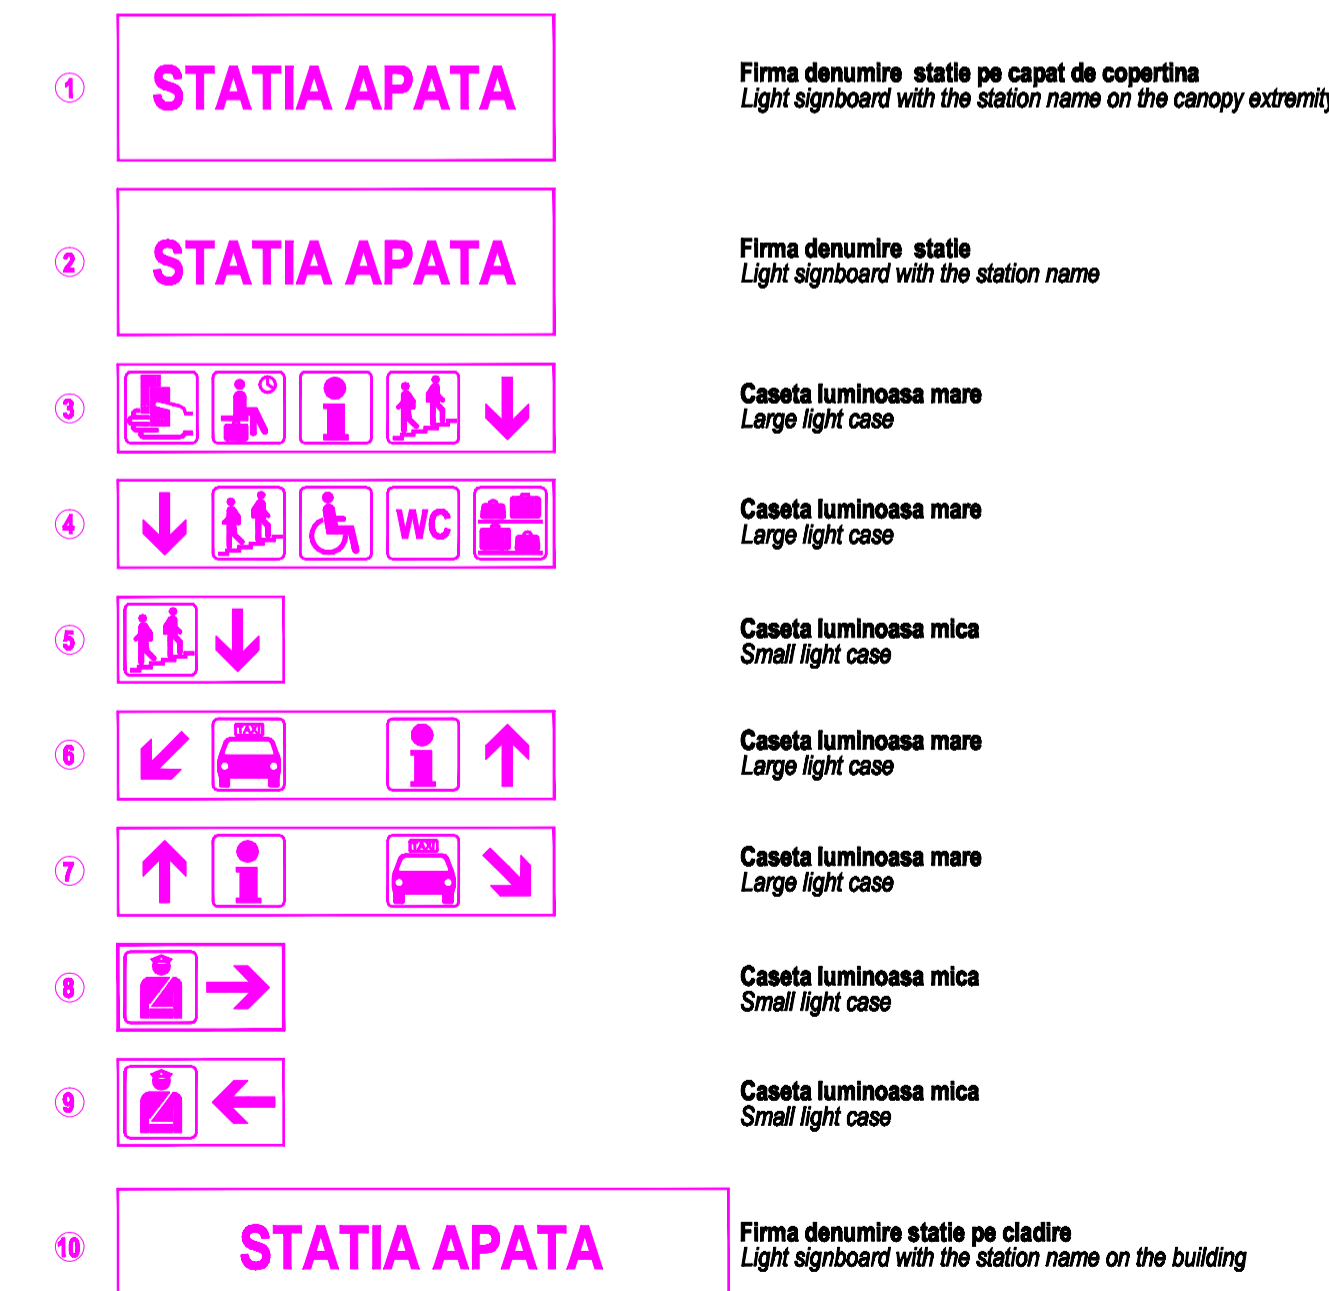 1
STATIA APATA
Firma denumire statie pe capat de copertina
Light signboard with the station name on the canopy extremity
2
STATIA APATA
Firma denumire statie
Light signboard with the station name
3
Caseta luminoasa mare
Large light case
4
WC
Caseta luminoasa mare
Large light case
5
Caseta luminoasa mica
Small light case
6
TAXI
Caseta luminoasa mare
Large light case
7
TAXI
Caseta luminoasa mare
Large light case
8
Caseta luminoasa mica
Small light case
9
Caseta luminoasa mica
Small light case
10
STATIA APATA
Firma denumire statie pe cladire
Light signboard with the station name on the building